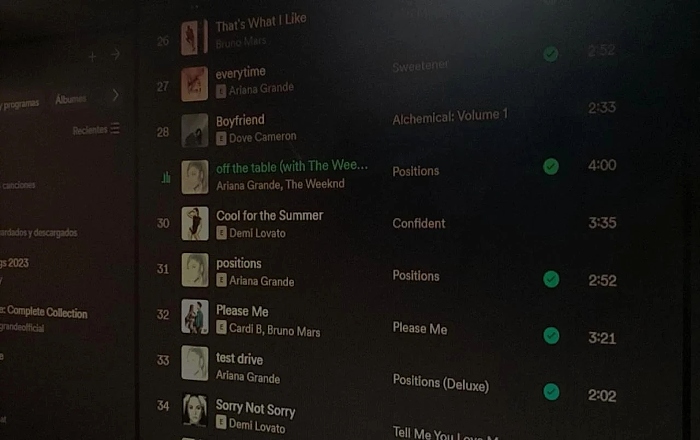 26
That's What I Like
Bruno Mars
27
everytime
E Ariana Grande
Sweetener
2:52
28
Boyfriend
E Dove Cameron
Alchemical: Volume 1
2:33
off the table (with The Wee...
Ariana Grande, The Weeknd
Positions
4:00
30
Cool for the Summer
E Demi Lovato
Confident
3:35
31
positions
E Ariana Grande
Positions
2:52
32
Please Me
E Cardi B, Bruno Mars
Please Me
3:21
33
test drive
Ariana Grande
Positions (Deluxe)
2:02
34
Sorry Not Sorry
E Demi Lovato
Tell Me You Love M
y programas
Álbumes
Recientes
canciones
ardados y descargados
gs 2023
e: Complete Collection
grandeofficial